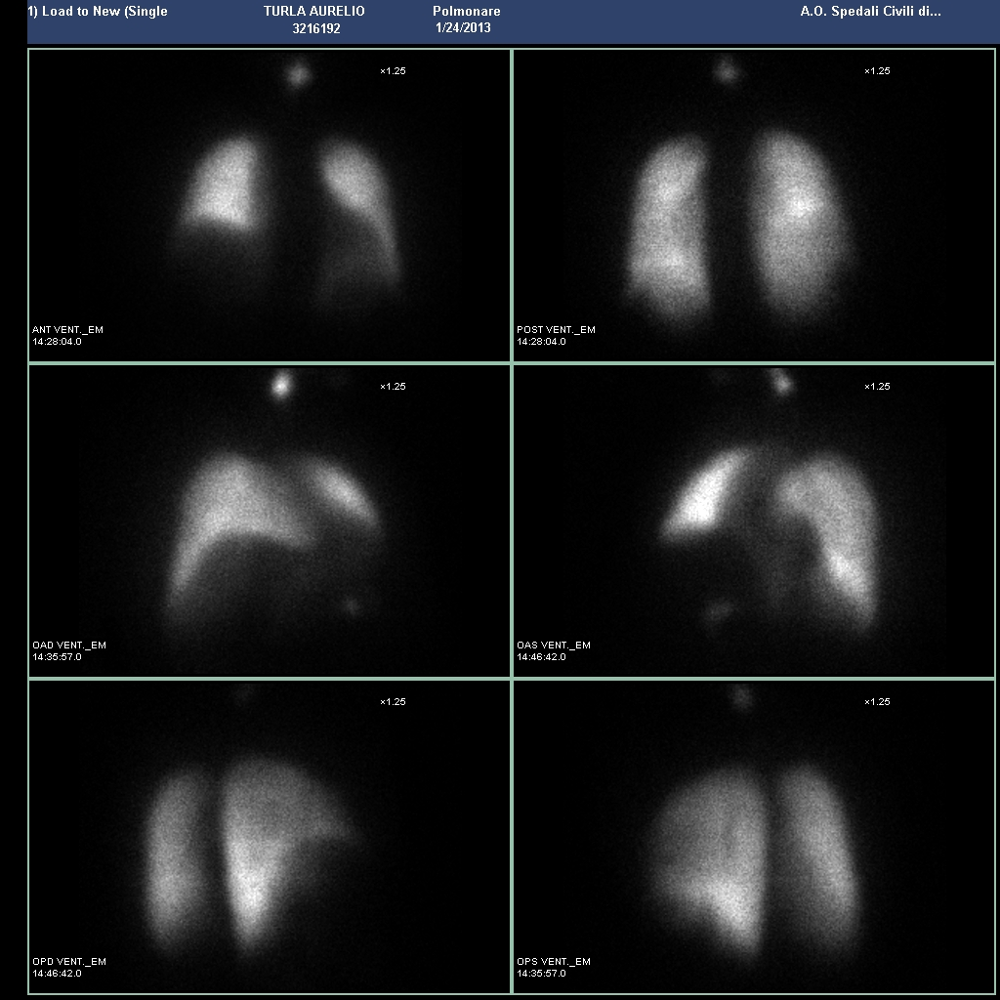 1) Load to New (Single TURLA AURELIO Polmonare A.O. Spedali Civili di...
3216192 1/24/2013
×1.25 ×1.25
ANT VENT._EM POST VENT._EM
14:28:04.0 14:28:04.0
×1.25 ×1.25
OAD VENT._EM OAS VENT._EM
14:35:57.0 14:46:42.0
×1.25 ×1.25
OPD VENT._EM OPS VENT._EM
14:46:42.0 14:35:57.0